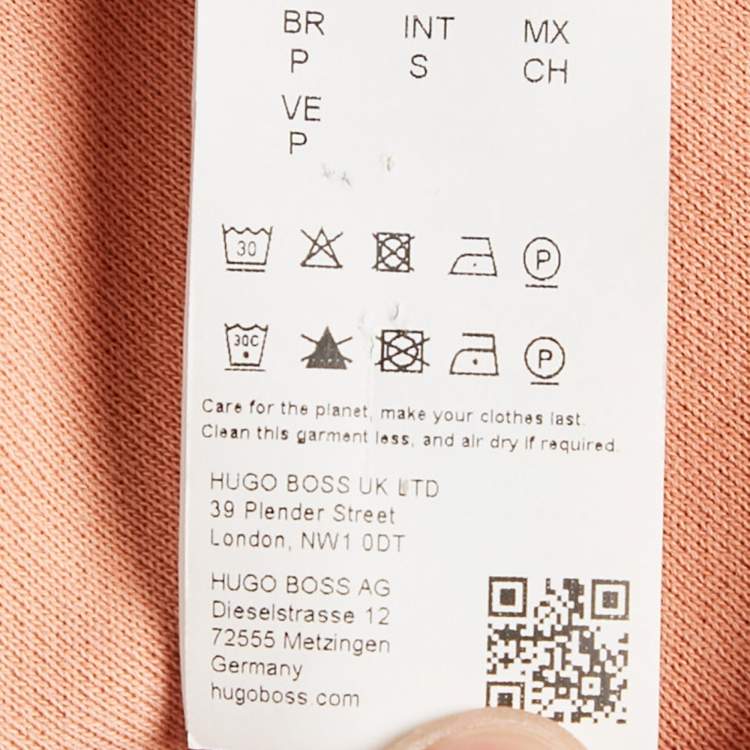 BR INT MX
P S CH
VE
P
30 P
30C P
Care for the planet, make your clothes last.
Clean this garment less, and air dry if required.
HUGO BOSS UK LTD
39 Plender Street
London, NW1 0DT
HUGO BOSS AG
Dieselstrasse 12
72555 Metzingen
Germany
hugoboss.com